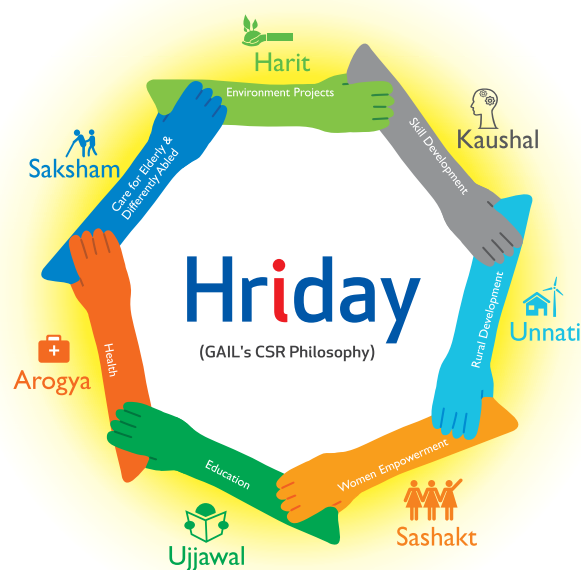 Harit
Environment Projects
Kaushal
Skill Development
Unnati
Rural Development
Sashakt
Women Empowerment
Ujjawal
Education
Arogya
Health
Saksham
Care for Elderly &
Differently Abled
Hriday
(GAIL's CSR Philosophy)